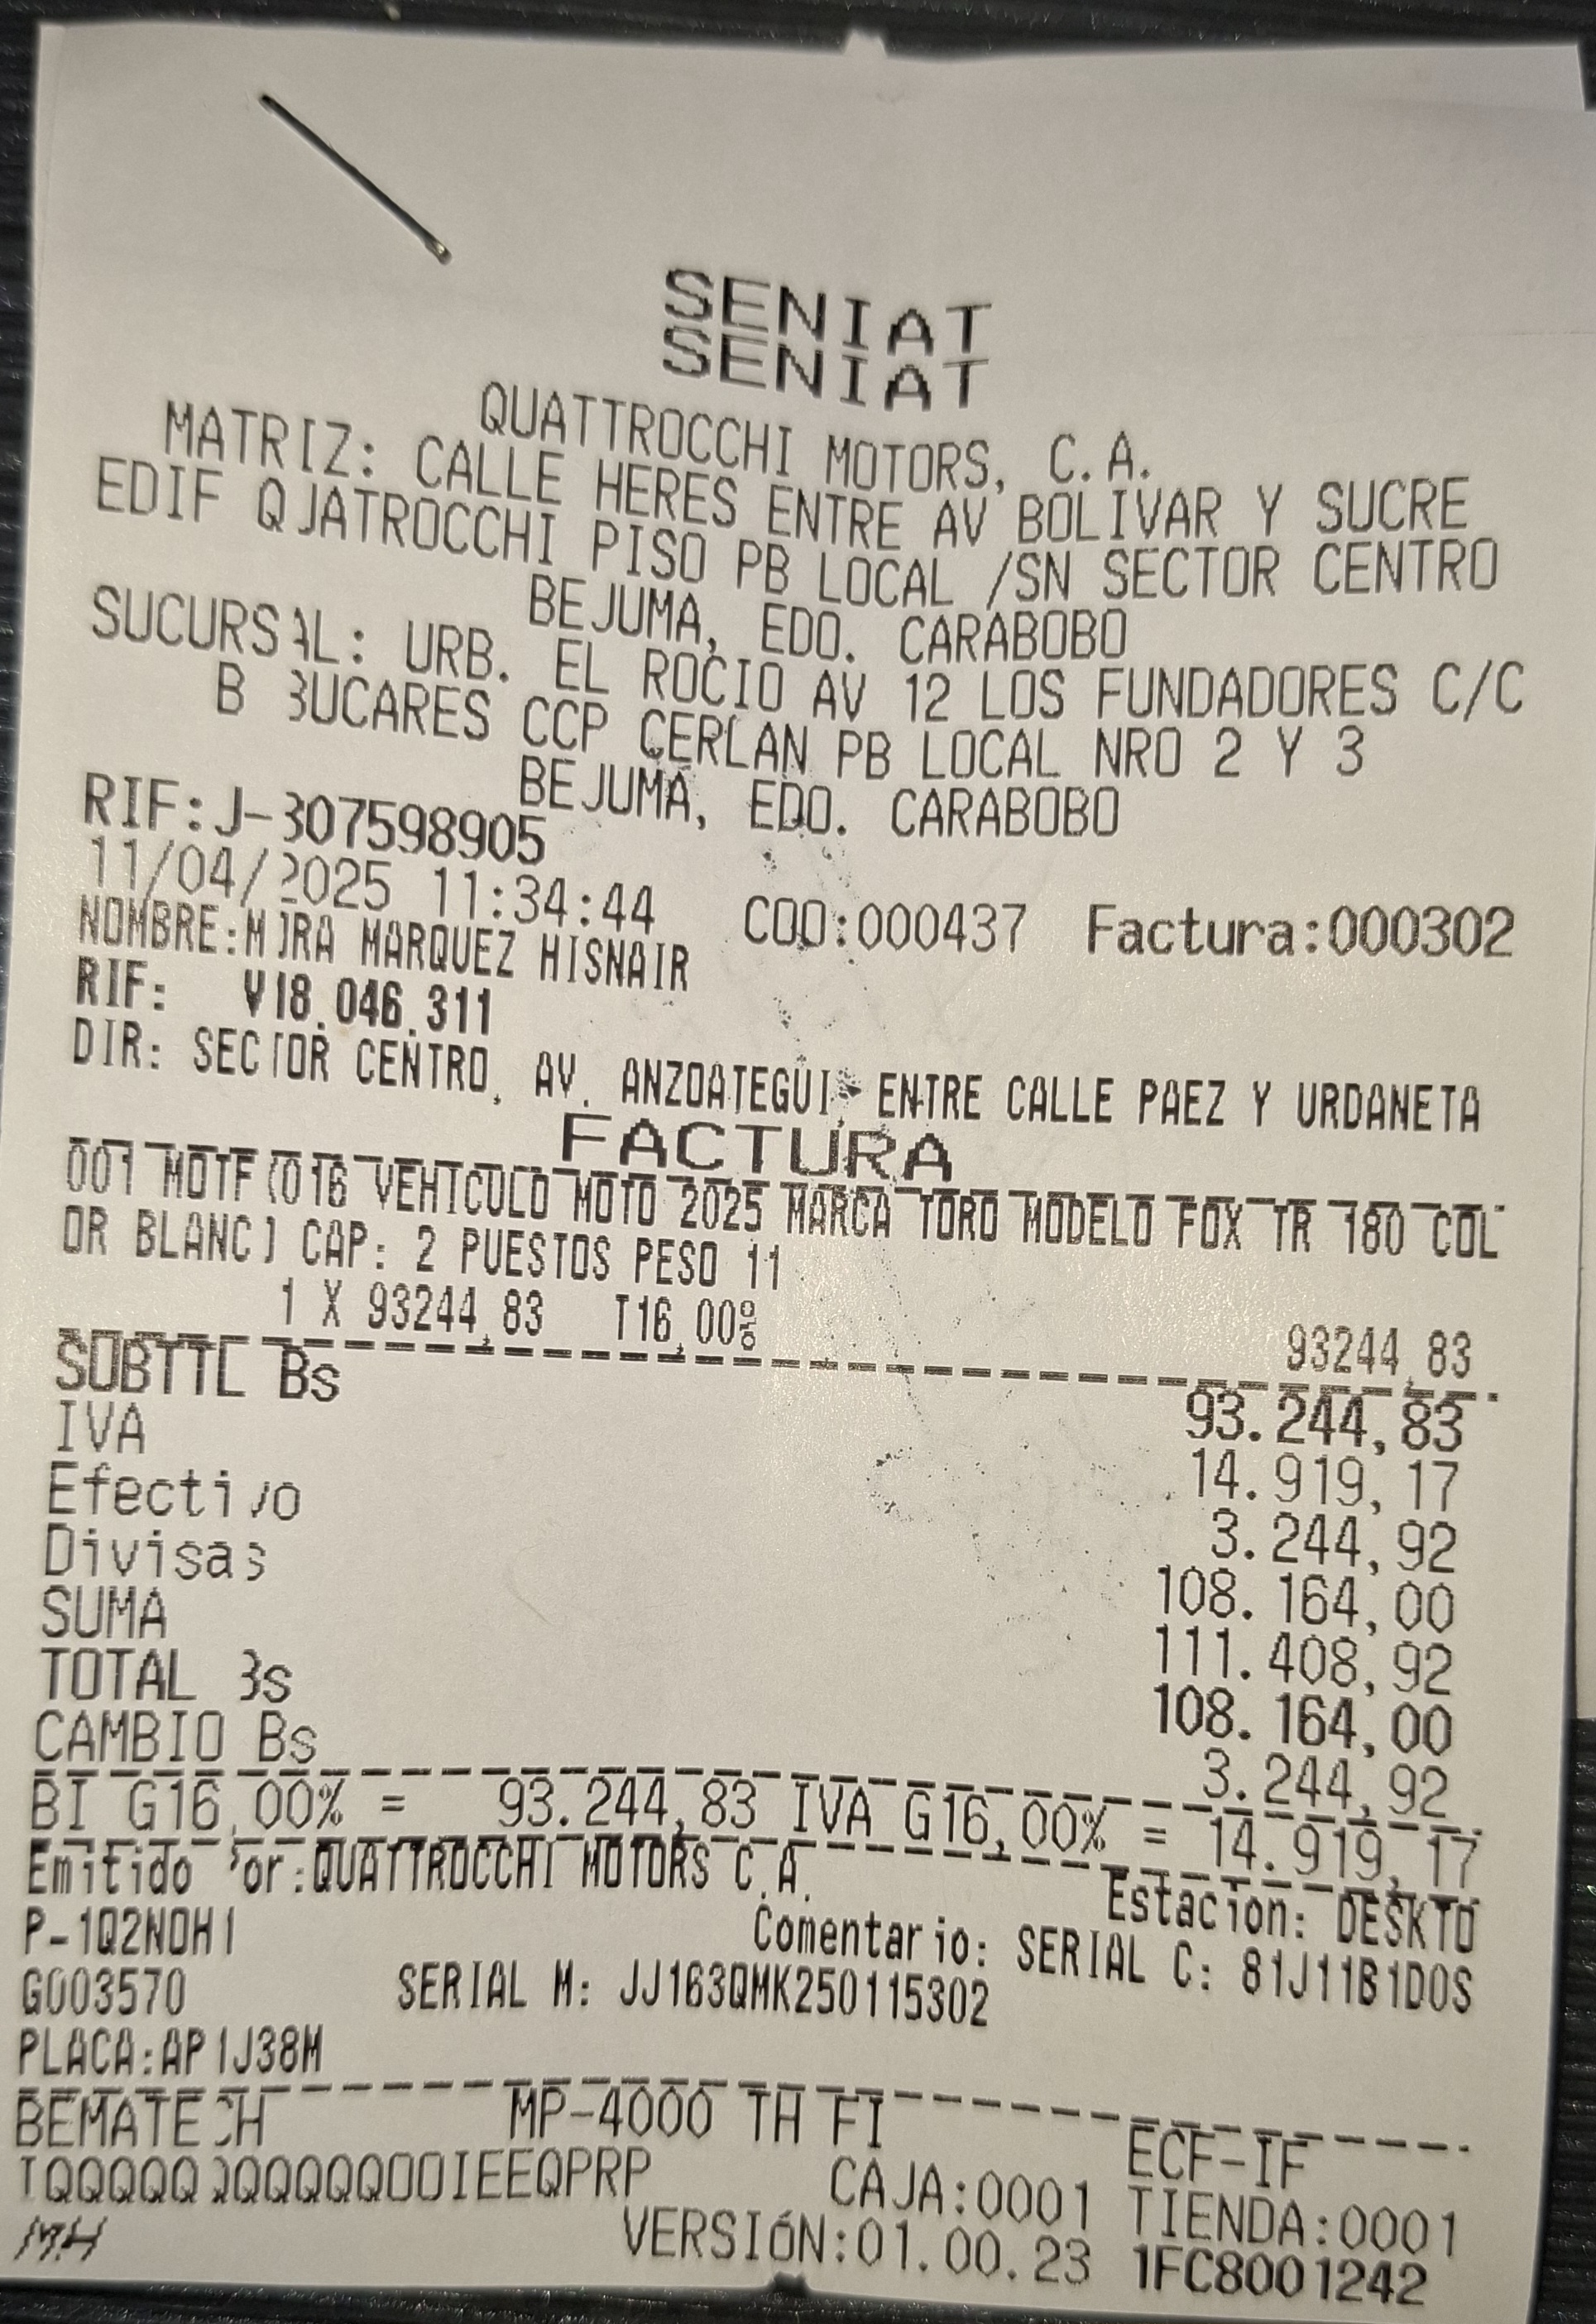 SENIAT
SENIAT
QUATTROCCHI MOTORS, C.A.
MATRIZ: CALLE HERES ENTRE AV BOLIVAR Y SUCRE
EDIF QUATROCCHI PISO PB LOCAL /SN SECTOR CENTRO
BEJUMA, EDO. CARABOBO
SUCURSAL: URB. EL ROCIO AV 12 LOS FUNDADORES C/C
B BUCARES CCP CERLAN PB LOCAL NRO 2 Y 3
BEJUMA, EDO. CARABOBO
RIF:J-307598905
11/04/2025 11:34:44 COO:000437 Factura:000302
NOMBRE:MORA MARQUEZ HISNAIR
RIF: V18.046.311
DIR: SECTOR CENTRO, AV. ANZOATEGUI ENTRE CALLE PAEZ Y URDANETA
FACTURA
001 MOTF0016 VEHICULO MOTO 2025 MARCA TORO MODELO FOX TR 180 COL
OR BLANCO CAP: 2 PUESTOS PESO 11
1 X 93244,83 T16,00% 93244,83
SUBTTL Bs 93.244,83
IVA 14.919,17
Efectivo 3.244,92
Divisas 108.164,00
SUMA 111.408,92
TOTAL Bs 108.164,00
CAMBIO Bs 3.244,92
BI G16,00% = 93.244,83 IVA G16,00% = 14.919,17
Emitido Por:QUATTROCCHI MOTORS C.A. Estacion: DESKTO
P-1Q2NOHI Comentario: SERIAL C: 81J11B1DOS
G003570 SERIAL M: JJ163QMK250115302
PLACA:AP1J38M
BEMATECH MP-4000 TH FI ECF-IF
TQQQQQQQQQQQQOOIEEQPRP CAJA:0001 TIENDA:0001
MH VERSIÓN:01.00.23 1FC8001242